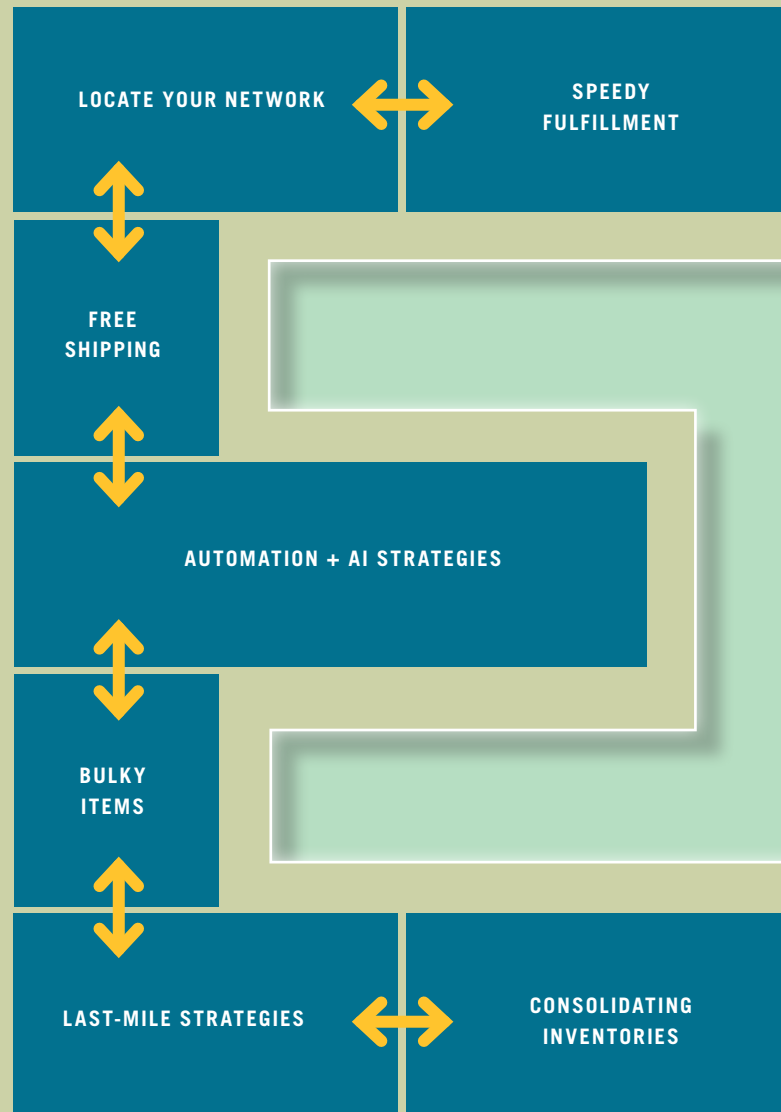 LOCATE YOUR NETWORK
SPEEDY
FULFILLMENT
FREE
SHIPPING
AUTOMATION + AI STRATEGIES
BULKY
ITEMS
LAST-MILE STRATEGIES
CONSOLIDATING
INVENTORIES